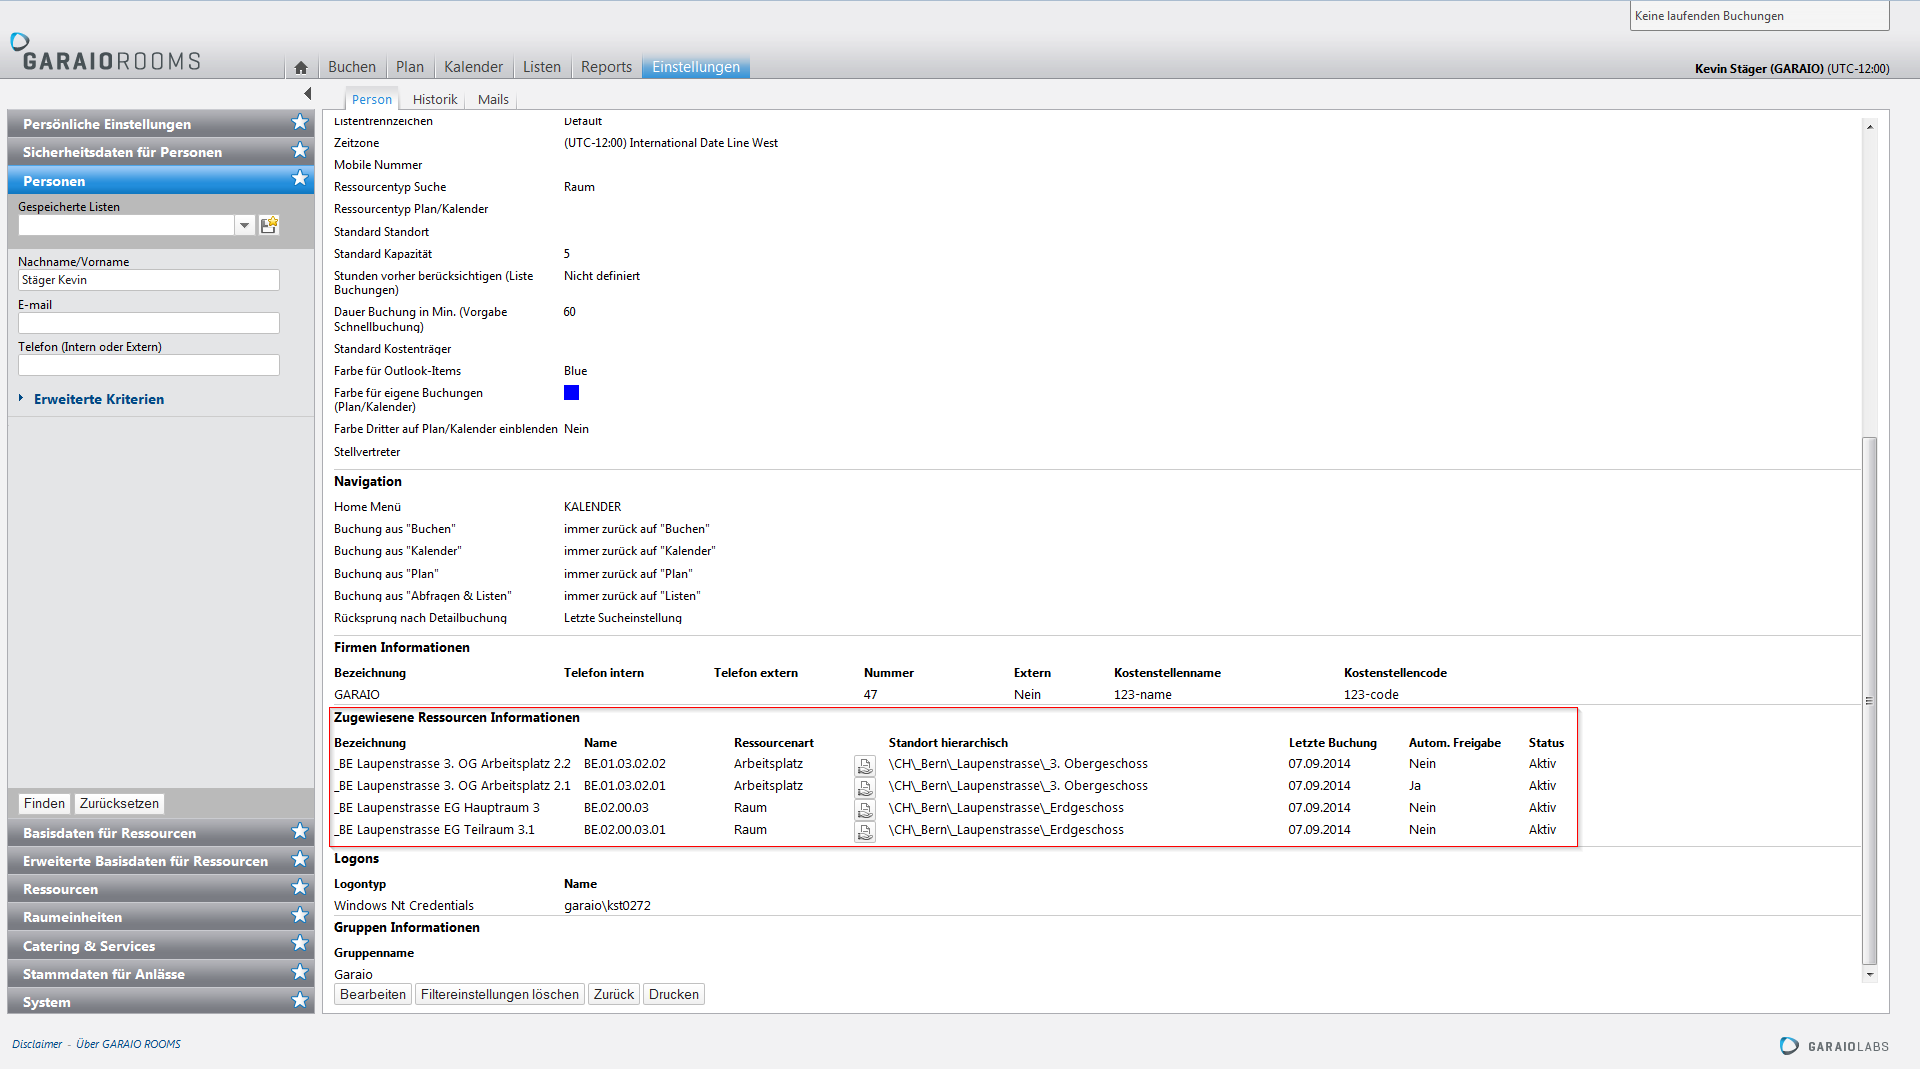 Keine laufenden Buchungen
GARAIOROOMS
Buchen Plan Kalender Listen Reports Einstellungen
Kevin Stäger (GARAIO) (UTC-12:00)
Person Historik Mails
Persönliche Einstellungen
Sicherheitsdaten für Personen
Personen
Gespeicherte Listen
Nachname/Vorname
Stäger Kevin
E-mail
Telefon (Intern oder Extern)
Erweiterte Kriterien
Finden Zurücksetzen
Basisdaten für Ressourcen
Erweiterte Basisdaten für Ressourcen
Ressourcen
Raumeinheiten
Catering & Services
Stammdaten für Anlässe
System
Listentrennzeichen Default
Zeitzone (UTC-12:00) International Date Line West
Mobile Nummer
Ressourcentyp Suche Raum
Ressourcentyp Plan/Kalender
Standard Standort
Standard Kapazität 5
Stunden vorher berücksichtigen (Liste Nicht definiert
Buchungen)
Dauer Buchung in Min. (Vorgabe 60
Schnellbuchung)
Standard Kostenträger
Farbe für Outlook-Items Blue
Farbe für eigene Buchungen
(Plan/Kalender)
Farbe Dritter auf Plan/Kalender einblenden Nein
Stellvertreter
Navigation
Home Menü KALENDER
Buchung aus "Buchen" immer zurück auf "Buchen"
Buchung aus "Kalender" immer zurück auf "Kalender"
Buchung aus "Plan" immer zurück auf "Plan"
Buchung aus "Abfragen & Listen" immer zurück auf "Listen"
Rücksprung nach Detailbuchung Letzte Sucheinstellung
Firmen Informationen
Bezeichnung Telefon intern Telefon extern Nummer Extern Kostenstellenname Kostenstellencode
GARAIO 47 Nein 123-name 123-code
Zugewiesene Ressourcen Informationen
Bezeichnung Name Ressourcenart Standort hierarchisch Letzte Buchung Autom. Freigabe Status
_BE Laupenstrasse 3. OG Arbeitsplatz 2.2 BE.01.03.02.02 Arbeitsplatz \CH\_Bern\_Laupenstrasse\_3. Obergeschoss 07.09.2014 Nein Aktiv
_BE Laupenstrasse 3. OG Arbeitsplatz 2.1 BE.01.03.02.01 Arbeitsplatz \CH\_Bern\_Laupenstrasse\_3. Obergeschoss 07.09.2014 Ja Aktiv
_BE Laupenstrasse EG Hauptraum 3 BE.02.00.03 Raum \CH\_Bern\_Laupenstrasse\_Erdgeschoss 07.09.2014 Nein Aktiv
_BE Laupenstrasse EG Teilraum 3.1 BE.02.00.03.01 Raum \CH\_Bern\_Laupenstrasse\_Erdgeschoss 07.09.2014 Nein Aktiv
Logons
Logontyp Name
Windows Nt Credentials garaio\kst0272
Gruppen Informationen
Gruppenname
Garaio
Bearbeiten Filtereinstellungen löschen Zurück Drucken
Disclaimer - Über GARAIO ROOMS
GARAIOLABS